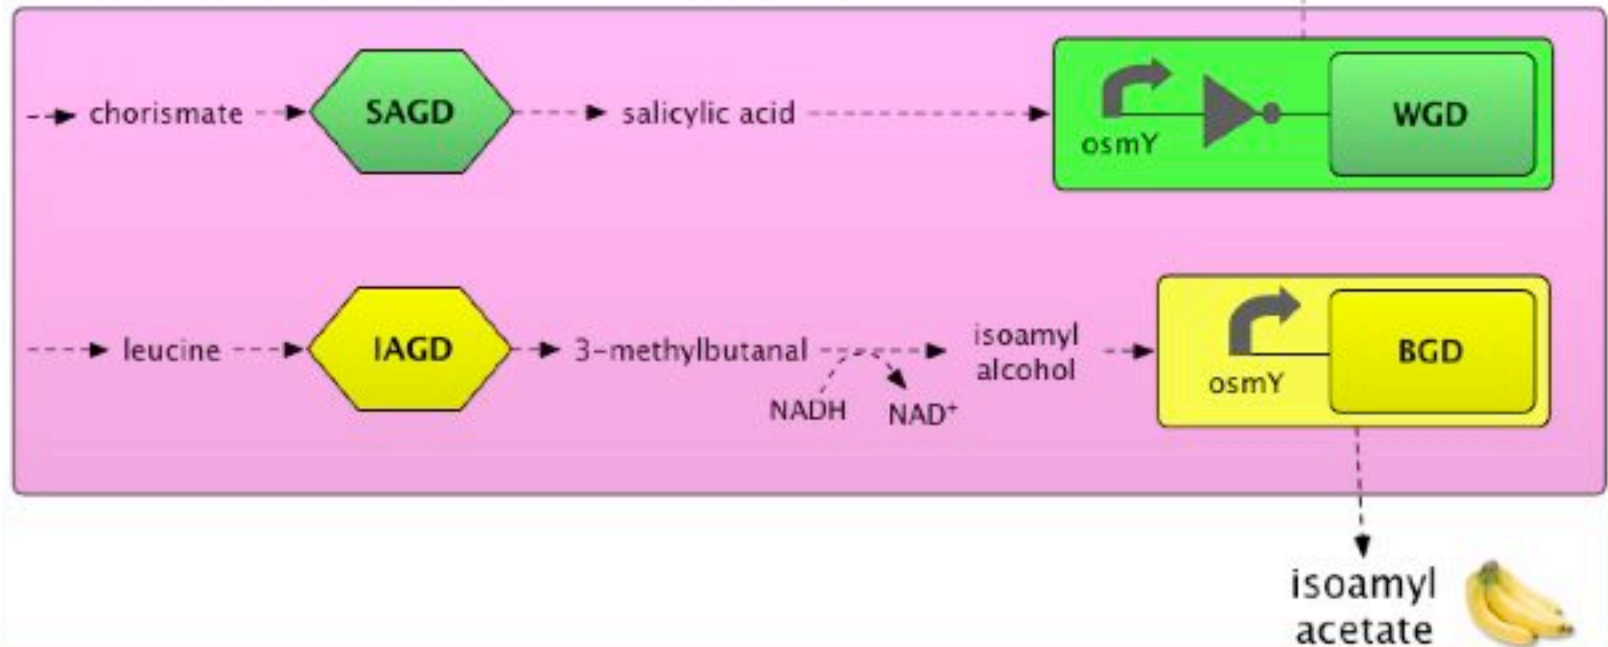 chorismate
SAGD
salicylic acid
osmY
WGD
leucine
IAGD
3-methylbutanal
NADH
NAD⁺
isoamyl
alcohol
osmY
BGD
isoamyl
acetate